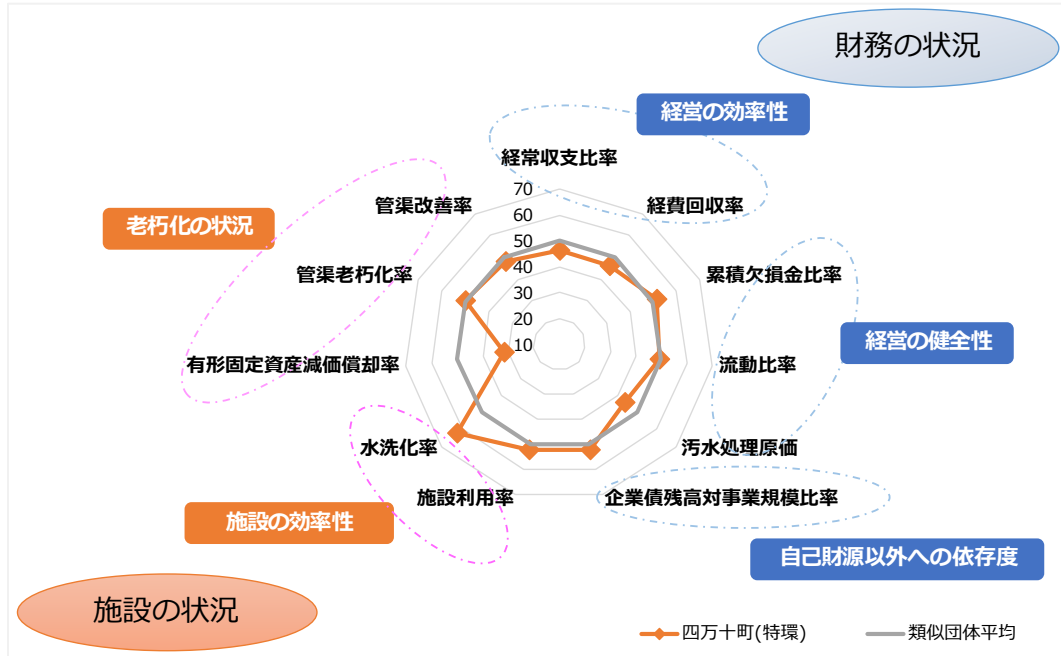 財務の状況
経営の効率性
経常収支比率
70
管渠改善率
経費回収率
60
老朽化の状況
50
管渠老朽化率
累積欠損金比率
40
30
経営の健全性
20
10
有形固定資産減価償却率
流動比率
水洗化率
汚水処理原価
施設利用率
企業債残高対事業規模比率
施設の効率性
自己財源以外への依存度
施設の状況
四万十町(特環)
類似団体平均